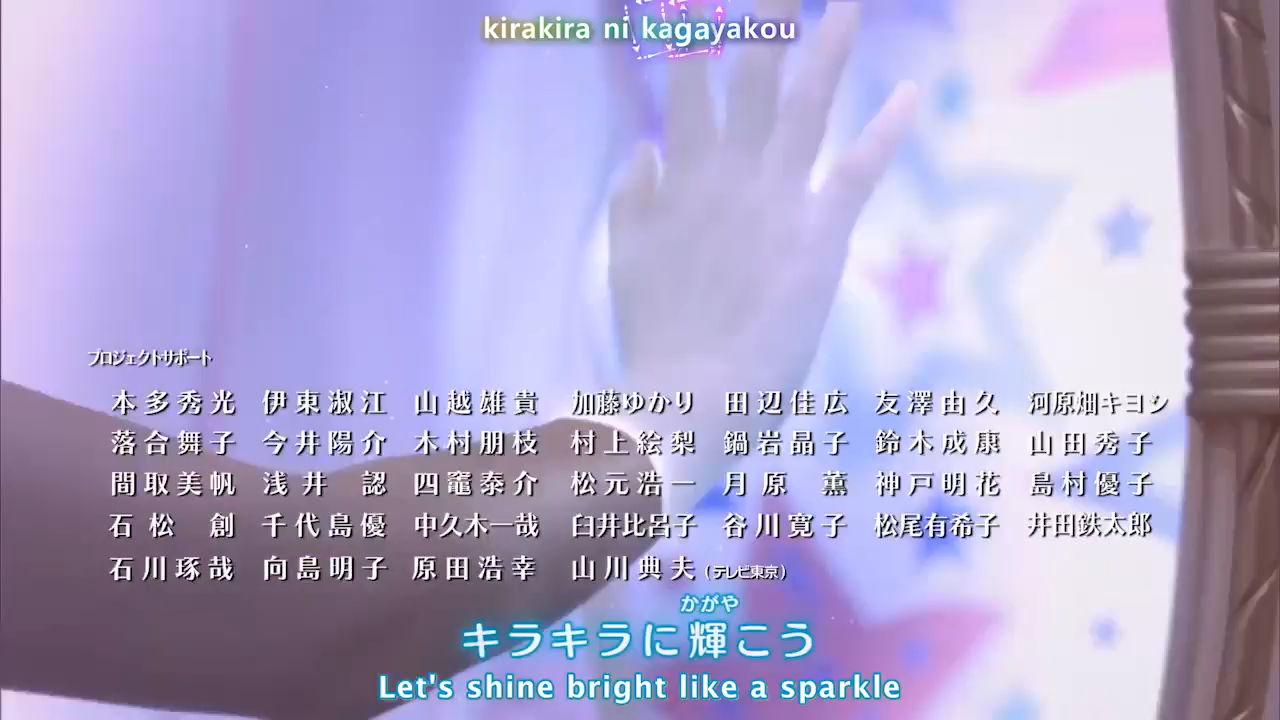 kirakira ni kagayakou
プロジェクトサポート
本多秀光 伊東淑江 山越雄貴 加藤ゆかり 田辺佳広 友澤由久 河原畑キヨシ
落合舞子 今井陽介 木村朋枝 村上絵梨 鍋岩晶子 鈴木成康 山田秀子
間取美帆 浅井 認 四竈泰介 松元浩一 月原 薫 神戸明花 島村優子
石松 創 千代島優 中久木一哉 臼井比呂子 谷川寛子 松尾有希子 井田鉄太郎
石川琢哉 向島明子 原田浩幸 山川典夫(テレビ東京)
かがや
キラキラに輝こう
Let's shine bright like a sparkle